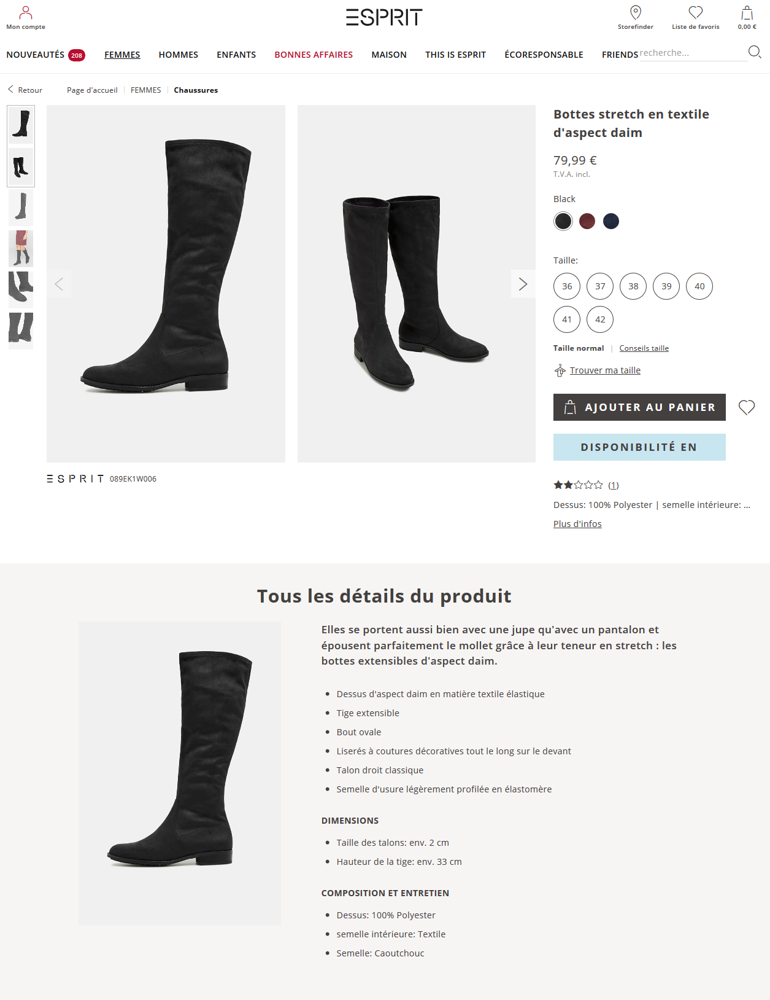 Mon compte
ESPRIT
Storefinder
Liste de favoris
0,00 €
NOUVEAUTÉS 208 FEMMES HOMMES ENFANTS BONNES AFFAIRES MAISON THIS IS ESPRIT ÉCORESPONSABLE FRIENDS recherche...
Retour Page d'accueil FEMMES Chaussures
Bottes stretch en textile
d'aspect daim
79,99 €
T.V.A. incl.
Black
Taille:
36 37 38 39 40
41 42
Taille normal | Conseils taille
Trouver ma taille
AJOUTER AU PANIER
DISPONIBILITÉ EN
ESPRIT 089EK1W006
(1)
Dessus: 100% Polyester | semelle intérieure: ...
Plus d'infos
Tous les détails du produit
Elles se portent aussi bien avec une jupe qu'avec un pantalon et
épousent parfaitement le mollet grâce à leur teneur en stretch : les
bottes extensibles d'aspect daim.
Dessus d'aspect daim en matière textile élastique
Tige extensible
Bout ovale
Liserés à coutures décoratives tout le long sur le devant
Talon droit classique
Semelle d'usure légèrement profilée en élastomère
DIMENSIONS
Taille des talons: env. 2 cm
Hauteur de la tige: env. 33 cm
COMPOSITION ET ENTRETIEN
Dessus: 100% Polyester
semelle intérieure: Textile
Semelle: Caoutchouc